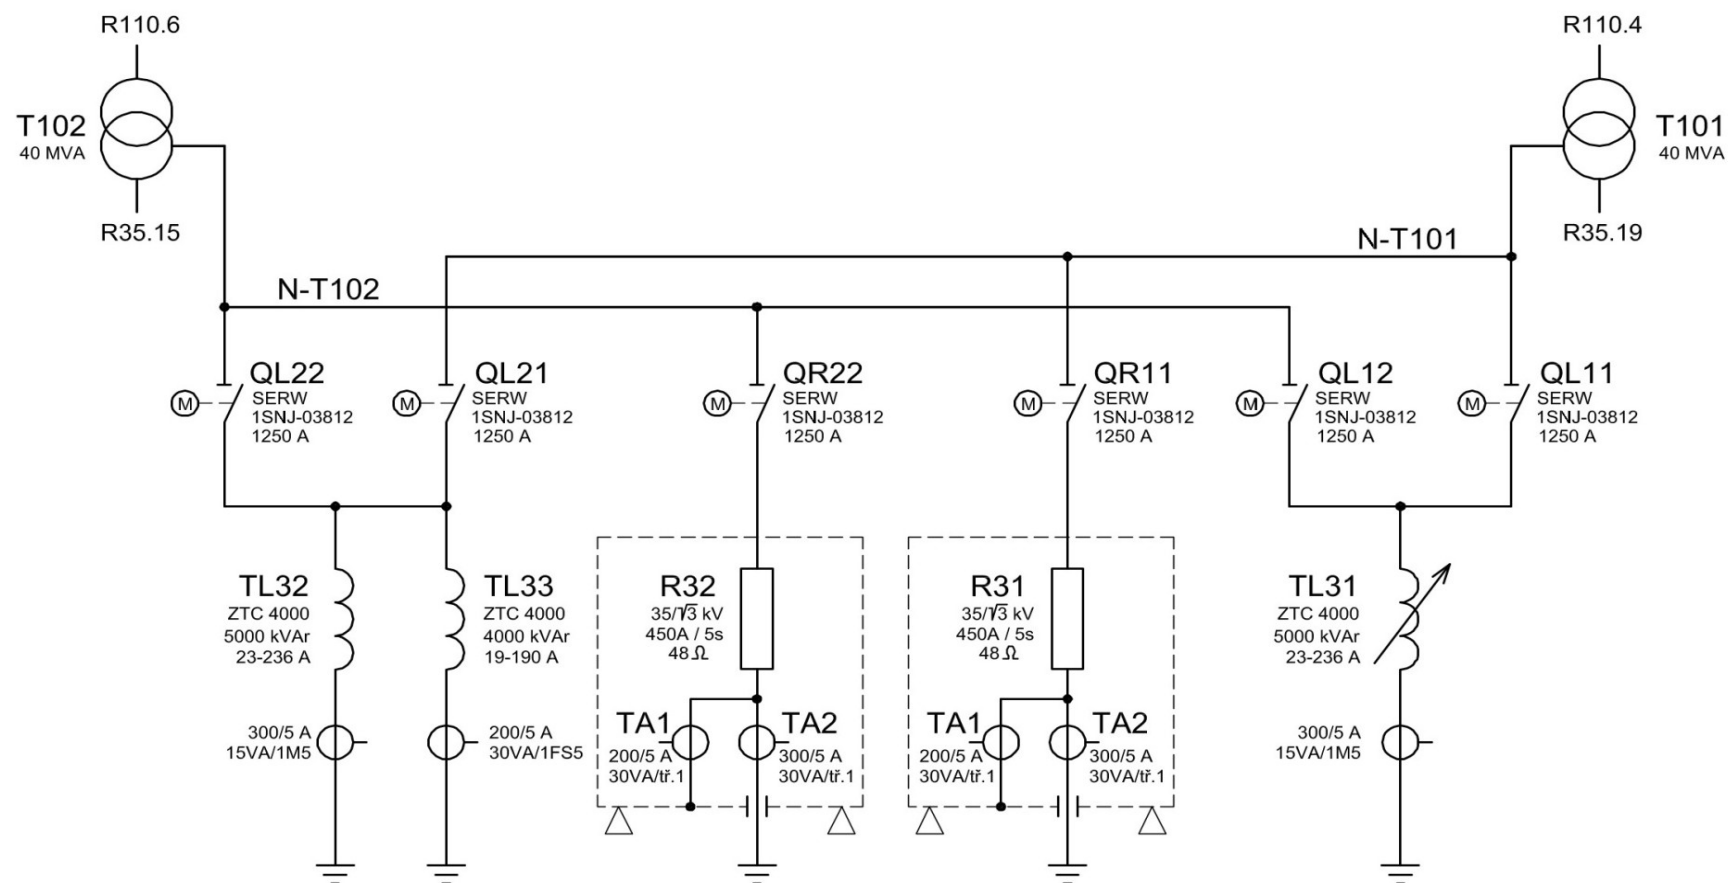 R110.6
T102
40 MVA
R35.15
R110.4
T101
40 MVA
R35.19
N-T101
N-T102
M
QL22
SERW
1SNJ-03812
1250 A
M
QL21
SERW
1SNJ-03812
1250 A
M
QR22
SERW
1SNJ-03812
1250 A
M
QR11
SERW
1SNJ-03812
1250 A
M
QL12
SERW
1SNJ-03812
1250 A
M
QL11
SERW
1SNJ-03812
1250 A
TL32
ZTC 4000
5000 kVAr
23-236 A
TL33
ZTC 4000
4000 kVAr
19-190 A
R32
35/√3 kV
450A / 5s
48Ω
R31
35/√3 kV
450A / 5s
48Ω
TL31
ZTC 4000
5000 kVAr
23-236 A
300/5 A
15VA/1M5
200/5 A
30VA/1FS5
TA1
200/5 A
30VA/tř.1
TA2
300/5 A
30VA/tř.1
TA1
200/5 A
30VA/tř.1
TA2
300/5 A
30VA/tř.1
300/5 A
15VA/1M5